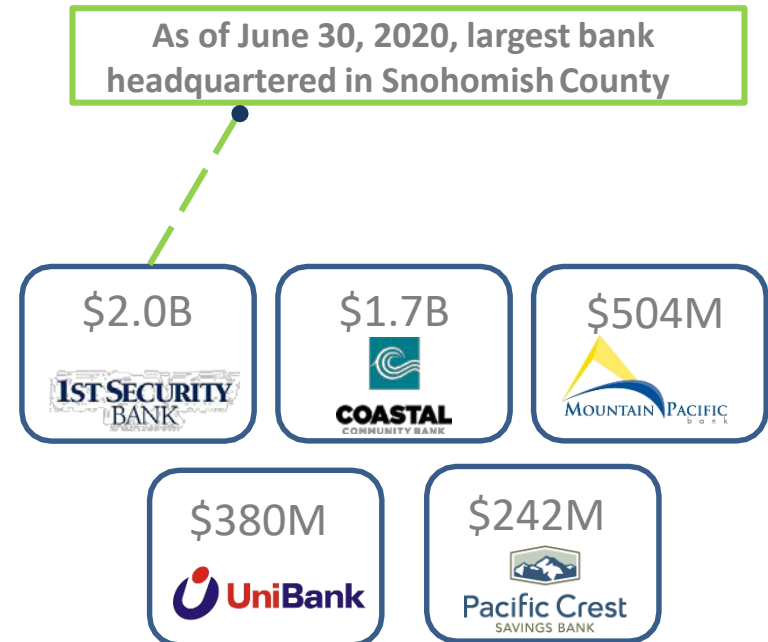 As of June 30, 2020, largest bank
headquartered in Snohomish County
$2.0B
1ST SECURITY
BANK
$1.7B
COASTAL
COMMUNITY BANK
$504M
MOUNTAIN PACIFIC
bank
$380M
UniBank
$242M
Pacific Crest
SAVINGS BANK